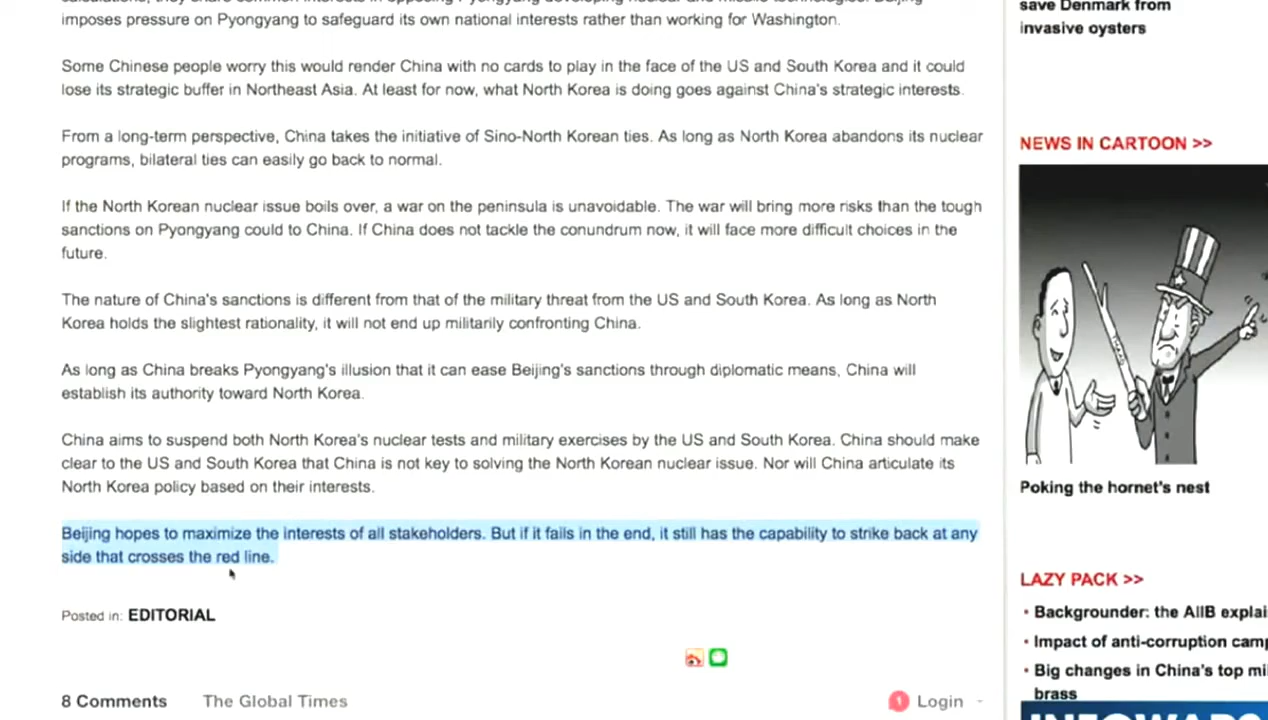 imposes pressure on Pyongyang to safeguard its own national interests rather than working for Washington.
Some Chinese people worry this would render China with no cards to play in the face of the US and South Korea and it could
lose its strategic buffer in Northeast Asia. At least for now, what North Korea is doing goes against China's strategic interests.
From a long-term perspective, China takes the initiative of Sino-North Korean ties. As long as North Korea abandons its nuclear
programs, bilateral ties can easily go back to normal.
If the North Korean nuclear issue boils over, a war on the peninsula is unavoidable. The war will bring more risks than the tough
sanctions on Pyongyang could to China. If China does not tackle the conundrum now, it will face more difficult choices in the
future.
The nature of China's sanctions is different from that of the military threat from the US and South Korea. As long as North
Korea holds the slightest rationality, it will not end up militarily confronting China.
As long as China breaks Pyongyang's illusion that it can ease Beijing's sanctions through diplomatic means, China will
establish its authority toward North Korea.
China aims to suspend both North Korea's nuclear tests and military exercises by the US and South Korea. China should make
clear to the US and South Korea that China is not key to solving the North Korean nuclear issue. Nor will China articulate its
North Korea policy based on their interests.
Beijing hopes to maximize the interests of all stakeholders. But if it fails in the end, it still has the capability to strike back at any
side that crosses the red line.
Posted in: EDITORIAL
8 Comments
The Global Times
1 Login
save Denmark from
invasive oysters
NEWS IN CARTOON >>
Poking the hornet's nest
LAZY PACK >>
• Backgrounder: the AIIB explai
• Impact of anti-corruption camp
• Big changes in China's top mi
brass
INFOWARS